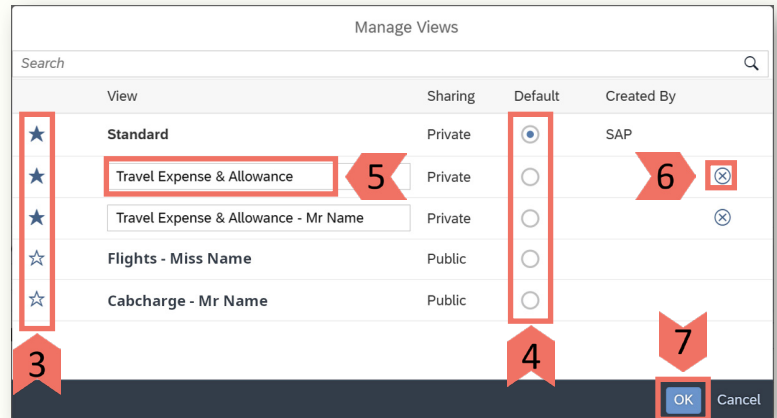 Manage Views
Search
View Sharing Default Created By
Standard Private SAP
Travel Expense & Allowance 5 Private 6
Travel Expense & Allowance - Mr Name Private
Flights - Miss Name Public
Cabcharge - Mr Name Public
3 4 7
OK Cancel